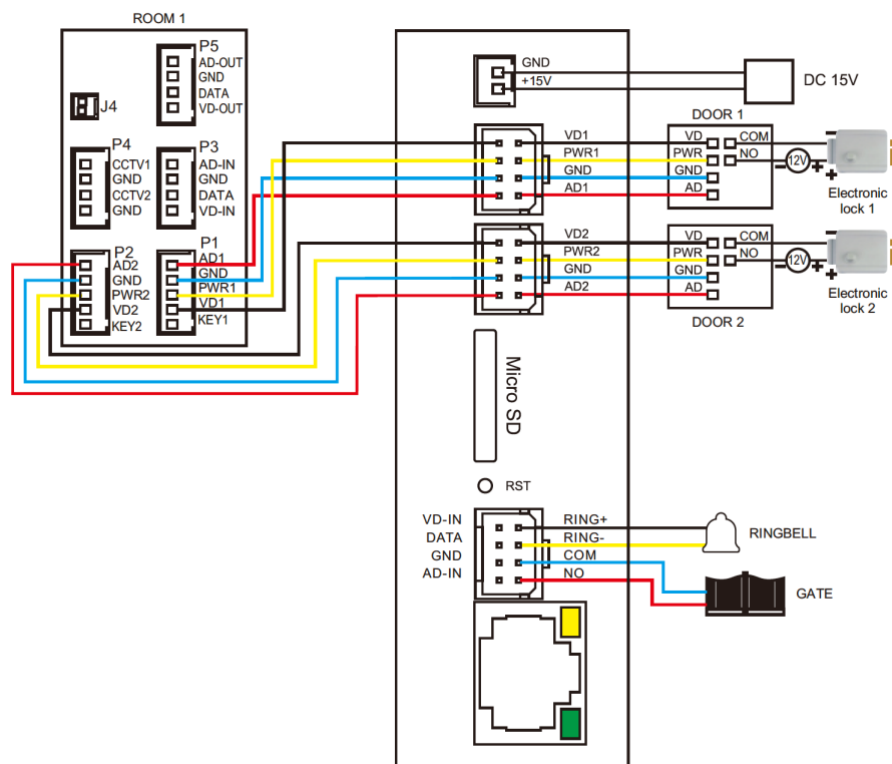 ROOM 1
P5
AD-OUT
GND
DATA
VD-OUT
J4
P4
CCTV1
GND
CCTV2
GND
P3
AD-IN
GND
DATA
VD-IN
P2
AD2
GND
PWR2
VD2
KEY2
P1
AD1
GND
PWR1
VD1
KEY1
GND
+15V
DC 15V
VD1
PWR1
GND
AD1
DOOR 1
VD
PWR
GND
AD
COM
NO
12V
Electronic
lock 1
VD2
PWR2
GND
AD2
VD
PWR
GND
AD
COM
NO
12V
Electronic
lock 2
DOOR 2
Micro SD
RST
VD-IN
DATA
GND
AD-IN
RING+
RING-
COM
NO
RINGBELL
GATE